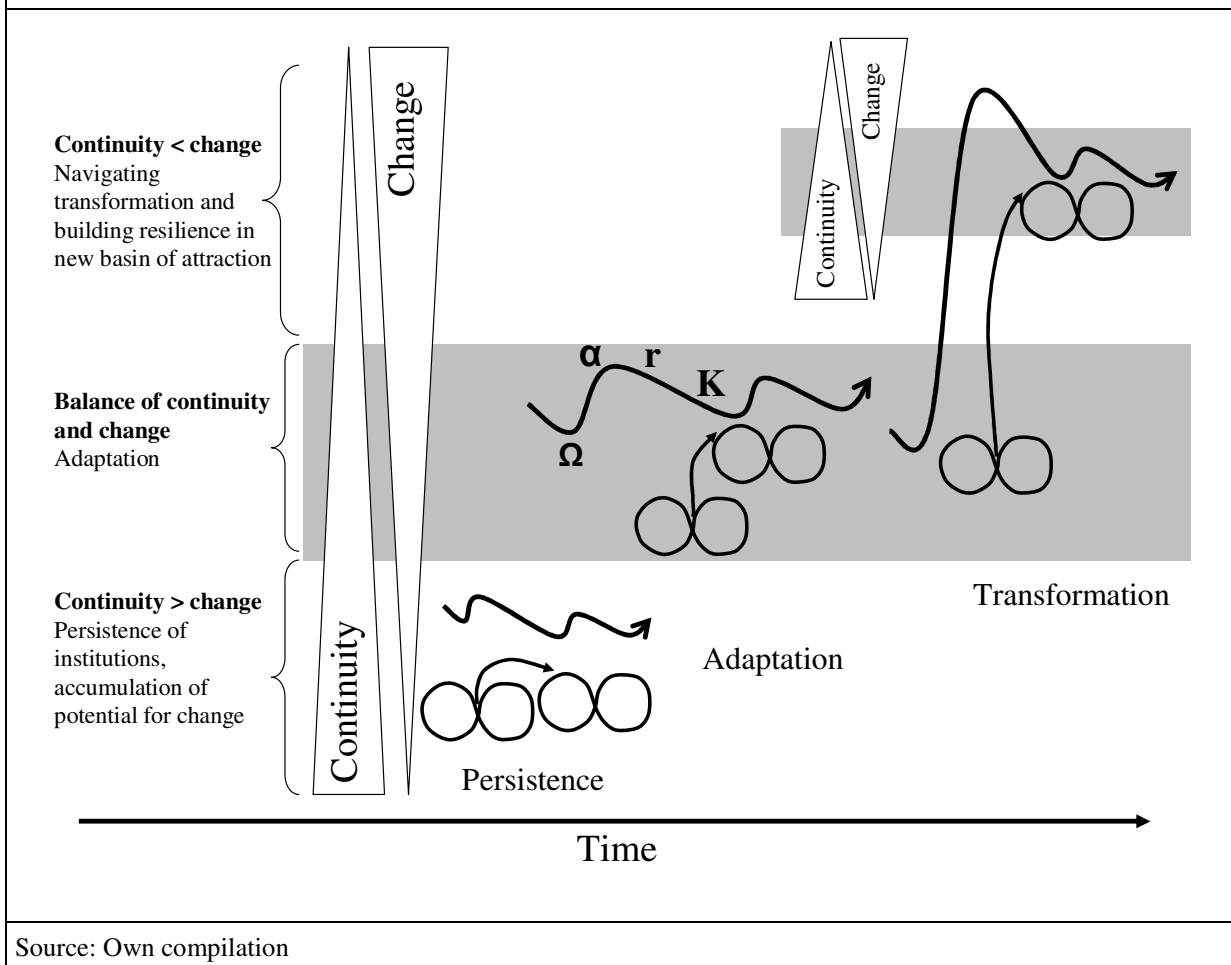 Continuity < change
Navigating
transformation and
building resilience in
new basin of attraction
Balance of continuity
and change
Adaptation
Continuity > change
Persistence of
institutions,
accumulation of
potential for change
Continuity
Change
Continuity
Change
α
r
K
Ω
Transformation
Adaptation
Persistence
Time
Source: Own compilation